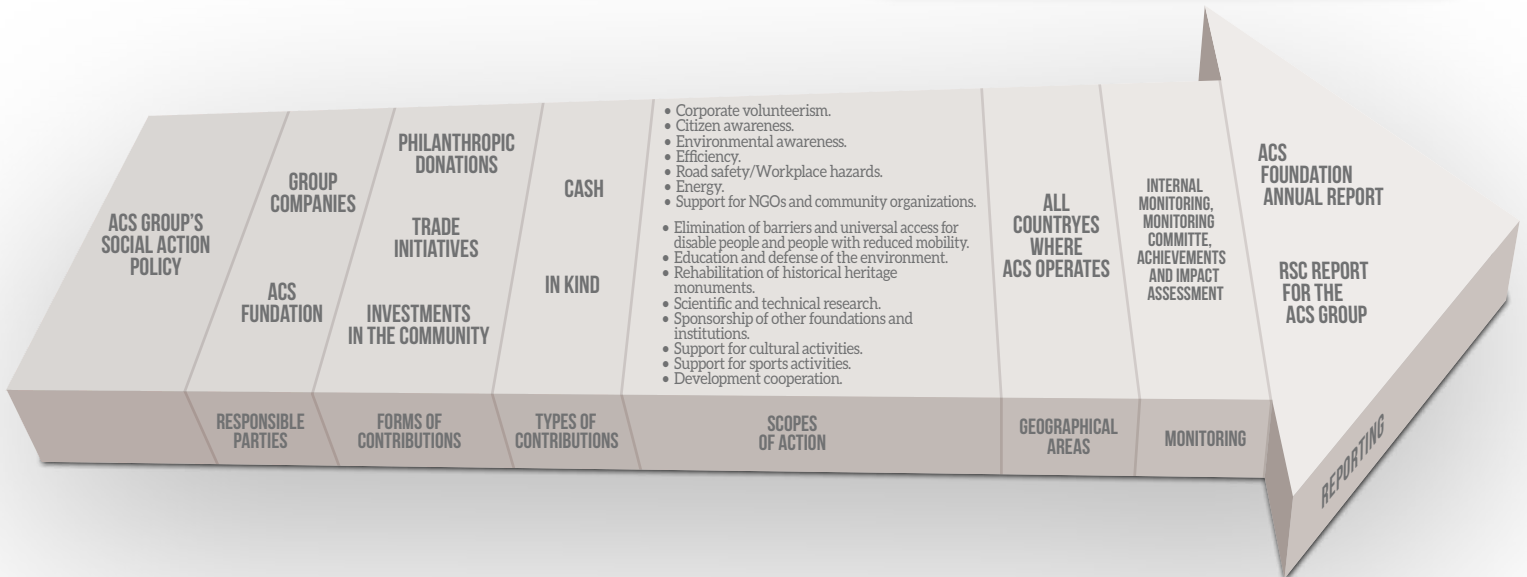 ACS GROUP'S
SOCIAL ACTION
POLICY
GROUP
COMPANIES
ACS
FUNDATION
RESPONSIBLE
PARTIES
PHILANTHROPIC
DONATIONS
TRADE
INITIATIVES
INVESTMENTS
IN THE COMMUNITY
FORMS OF
CONTRIBUTIONS
CASH
IN KIND
TYPES OF
CONTRIBUTIONS
• Corporate volunteerism.
• Citizen awareness.
• Environmental awareness.
• Efficiency.
• Road safety/Workplace hazards.
• Energy.
• Support for NGOs and community organizations.
• Elimination of barriers and universal access for
disable people and people with reduced mobility.
• Education and defense of the environment.
• Rehabilitation of historical heritage
monuments.
• Scientific and technical research.
• Sponsorship of other foundations and
institutions.
• Support for cultural activities.
• Support for sports activities.
• Development cooperation.
SCOPES
OF ACTION
ALL
COUNTRYES
WHERE
ACS OPERATES
GEOGRAPHICAL
AREAS
INTERNAL
MONITORING,
MONITORING
COMMITTE,
ACHIEVEMENTS
AND IMPACT
ASSESSMENT
MONITORING
ACS
FOUNDATION
ANNUAL REPORT
RSC REPORT
FOR THE
ACS GROUP
REPORTING